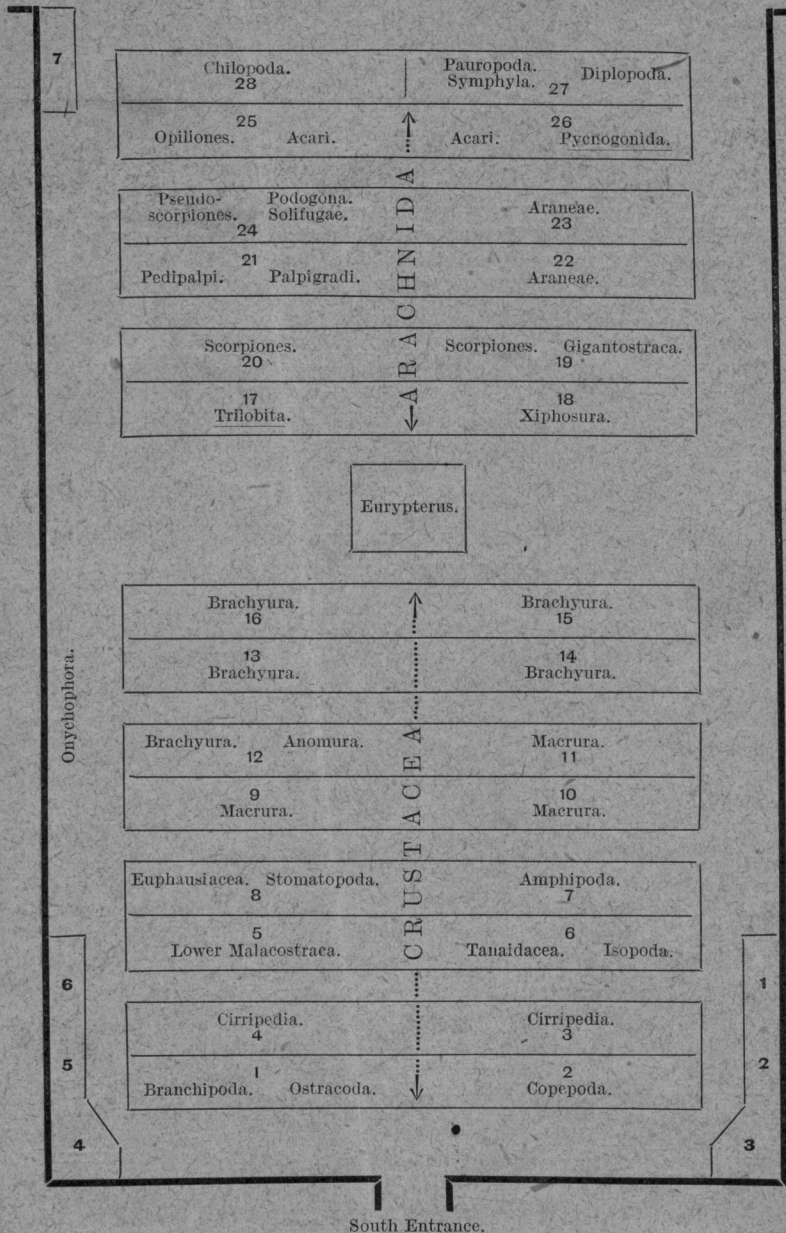 7
Chilopoda. Pauropoda. Diplopoda.
28 Symphyla. 27
25 26
Opiliones. Acari. Acari. Pycnogonida.
Pseudo- Podogona. Araneae.
scorpiones. Solifugae. 23
24
21 22
Pedipalpi. Palpigradi. Araneae.
Scorpiones. Scorpiones. Gigantostraca.
20 19
17 18
Trilobita. Xiphosura.
ARACHNIDA
Eurypterus.
Onychophora.
Brachyura. Brachyura.
16 15
13 14
Brachyura. Brachyura.
Brachyura. Anomura. Macrura.
12 11
9 10
Macrura. Macrura.
Euphausiacea. Stomatopoda. Amphipoda.
8 7
5 6
Lower Malacostraca. Tanaidacea. Isopoda.
CRUSTACEA
Cirripedia. Cirripedia.
4 3
1 2
Branchipoda. Ostracoda. Copepoda.
6 1
5 2
4 3
South Entrance.